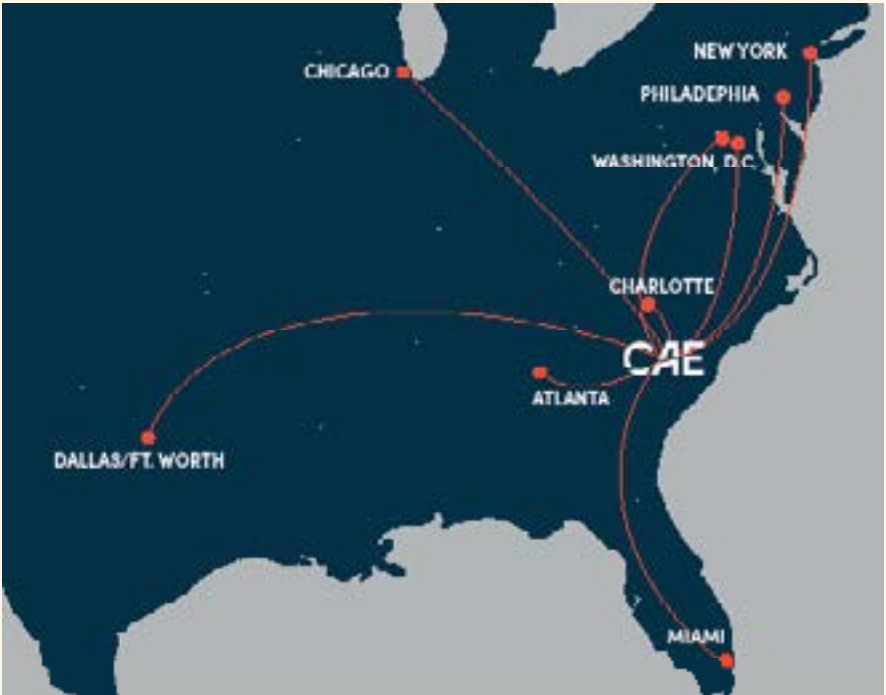 NEW YORK
CHICAGO
PHILADEPHIA
WASHINGTON, D.C.
CHARLOTTE
CAE
ATLANTA
DALLAS/FT. WORTH
MIAMI